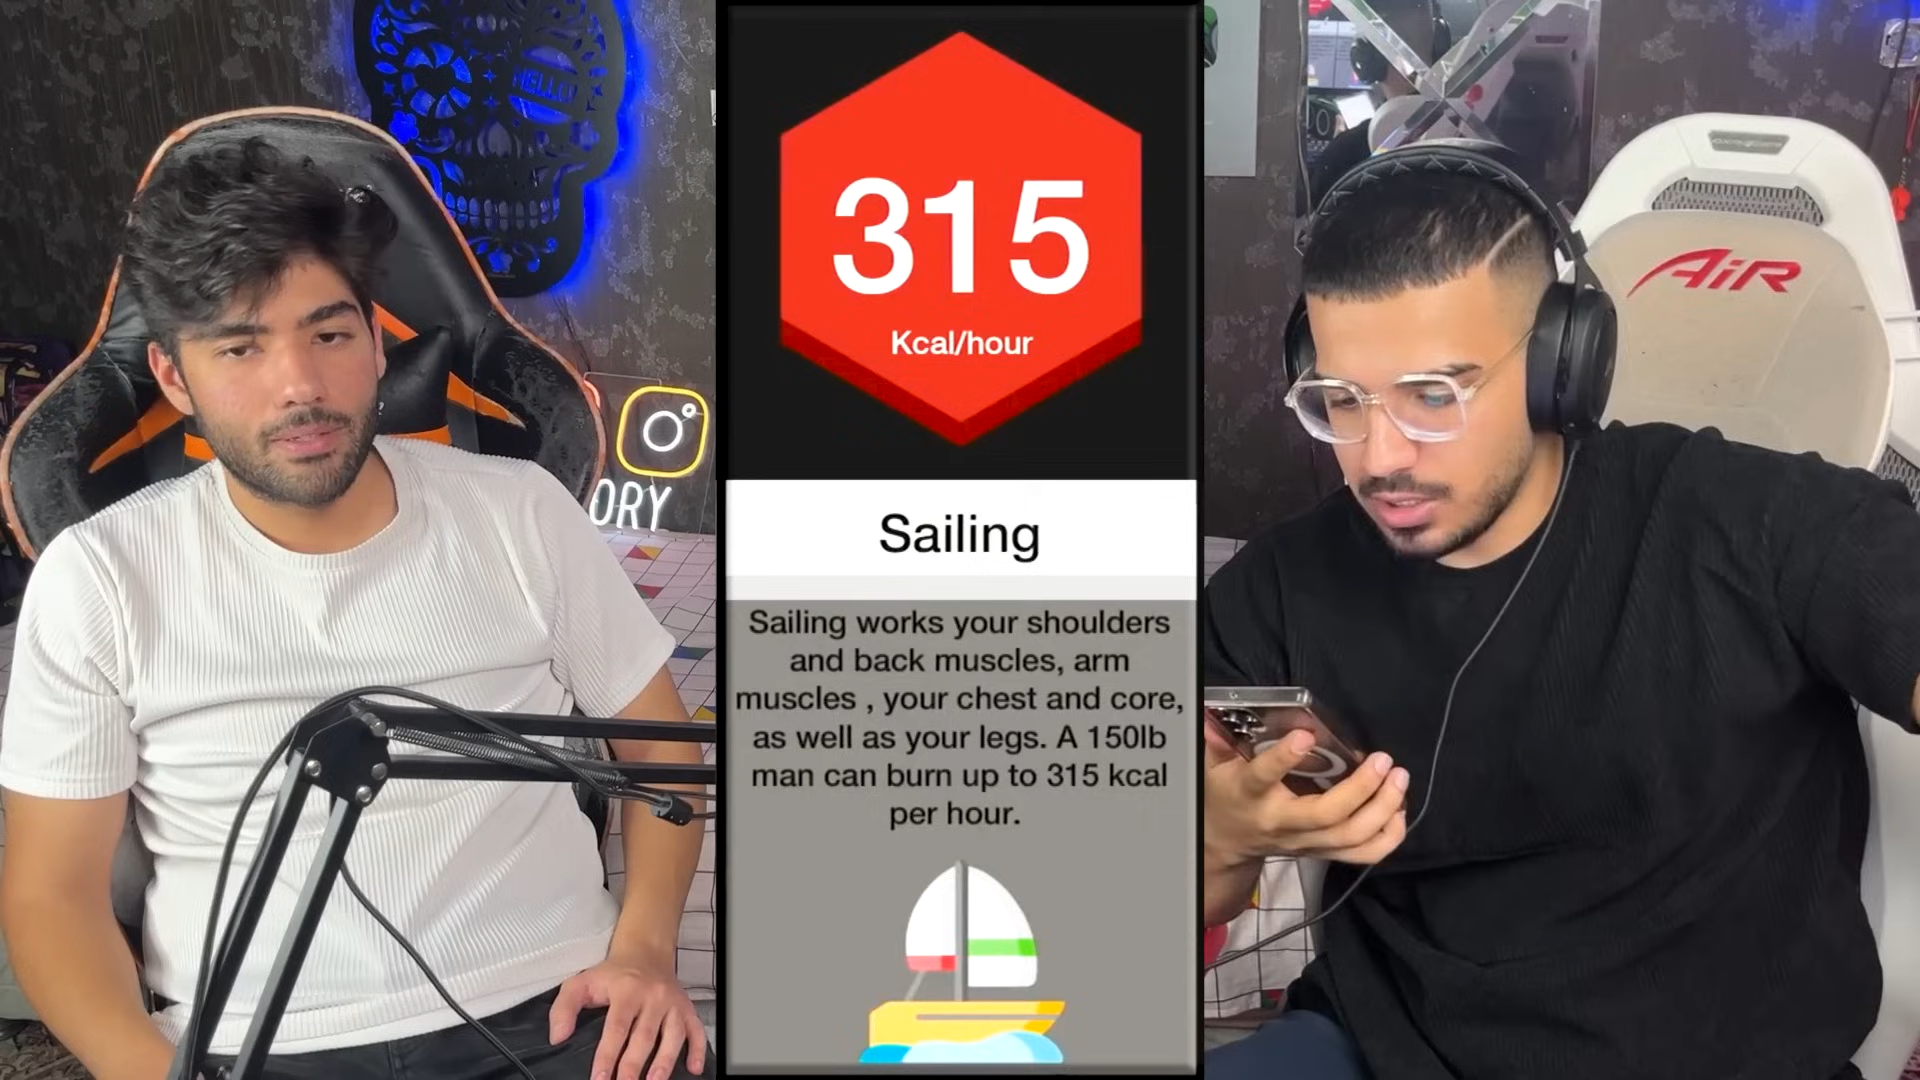 HELLO!
ORY
315
Kcal/hour
Sailing
Sailing works your shoulders
and back muscles, arm
muscles , your chest and core,
as well as your legs. A 150lb
man can burn up to 315 kcal
per hour.
AiR